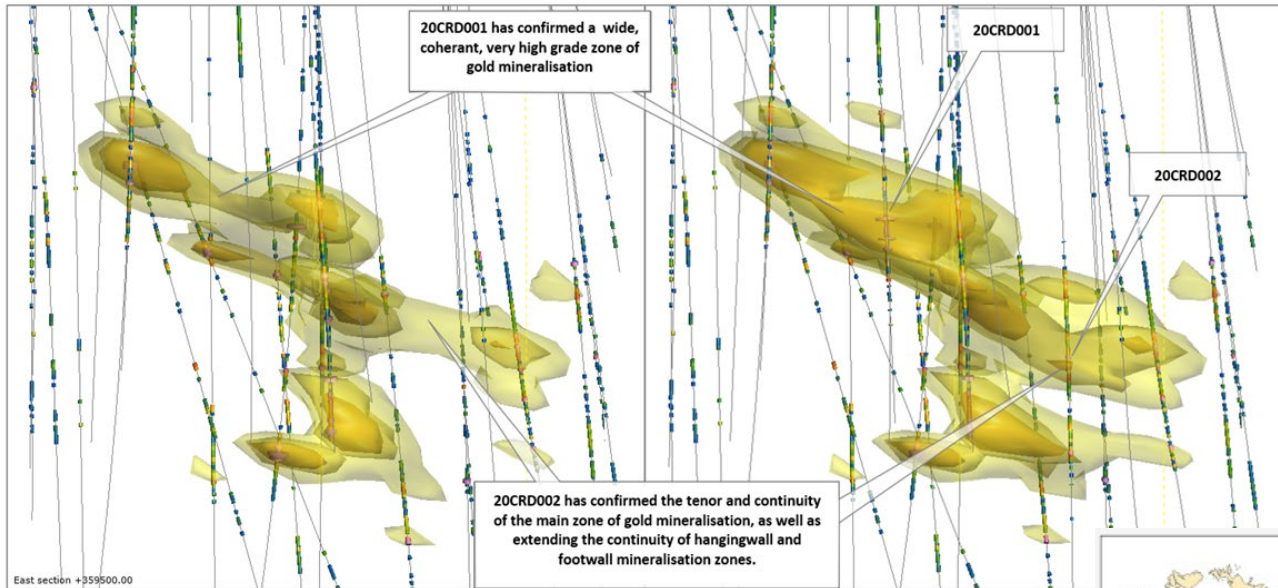 20CRD001 has confirmed a wide,
coherant, very high grade zone of
gold mineralisation
20CRD001
20CRD002
20CRD002 has confirmed the tenor and continuity
of the main zone of gold mineralisation, as well as
extending the continuity of hangingwall and
footwall mineralisation zones.
East section +359500.00